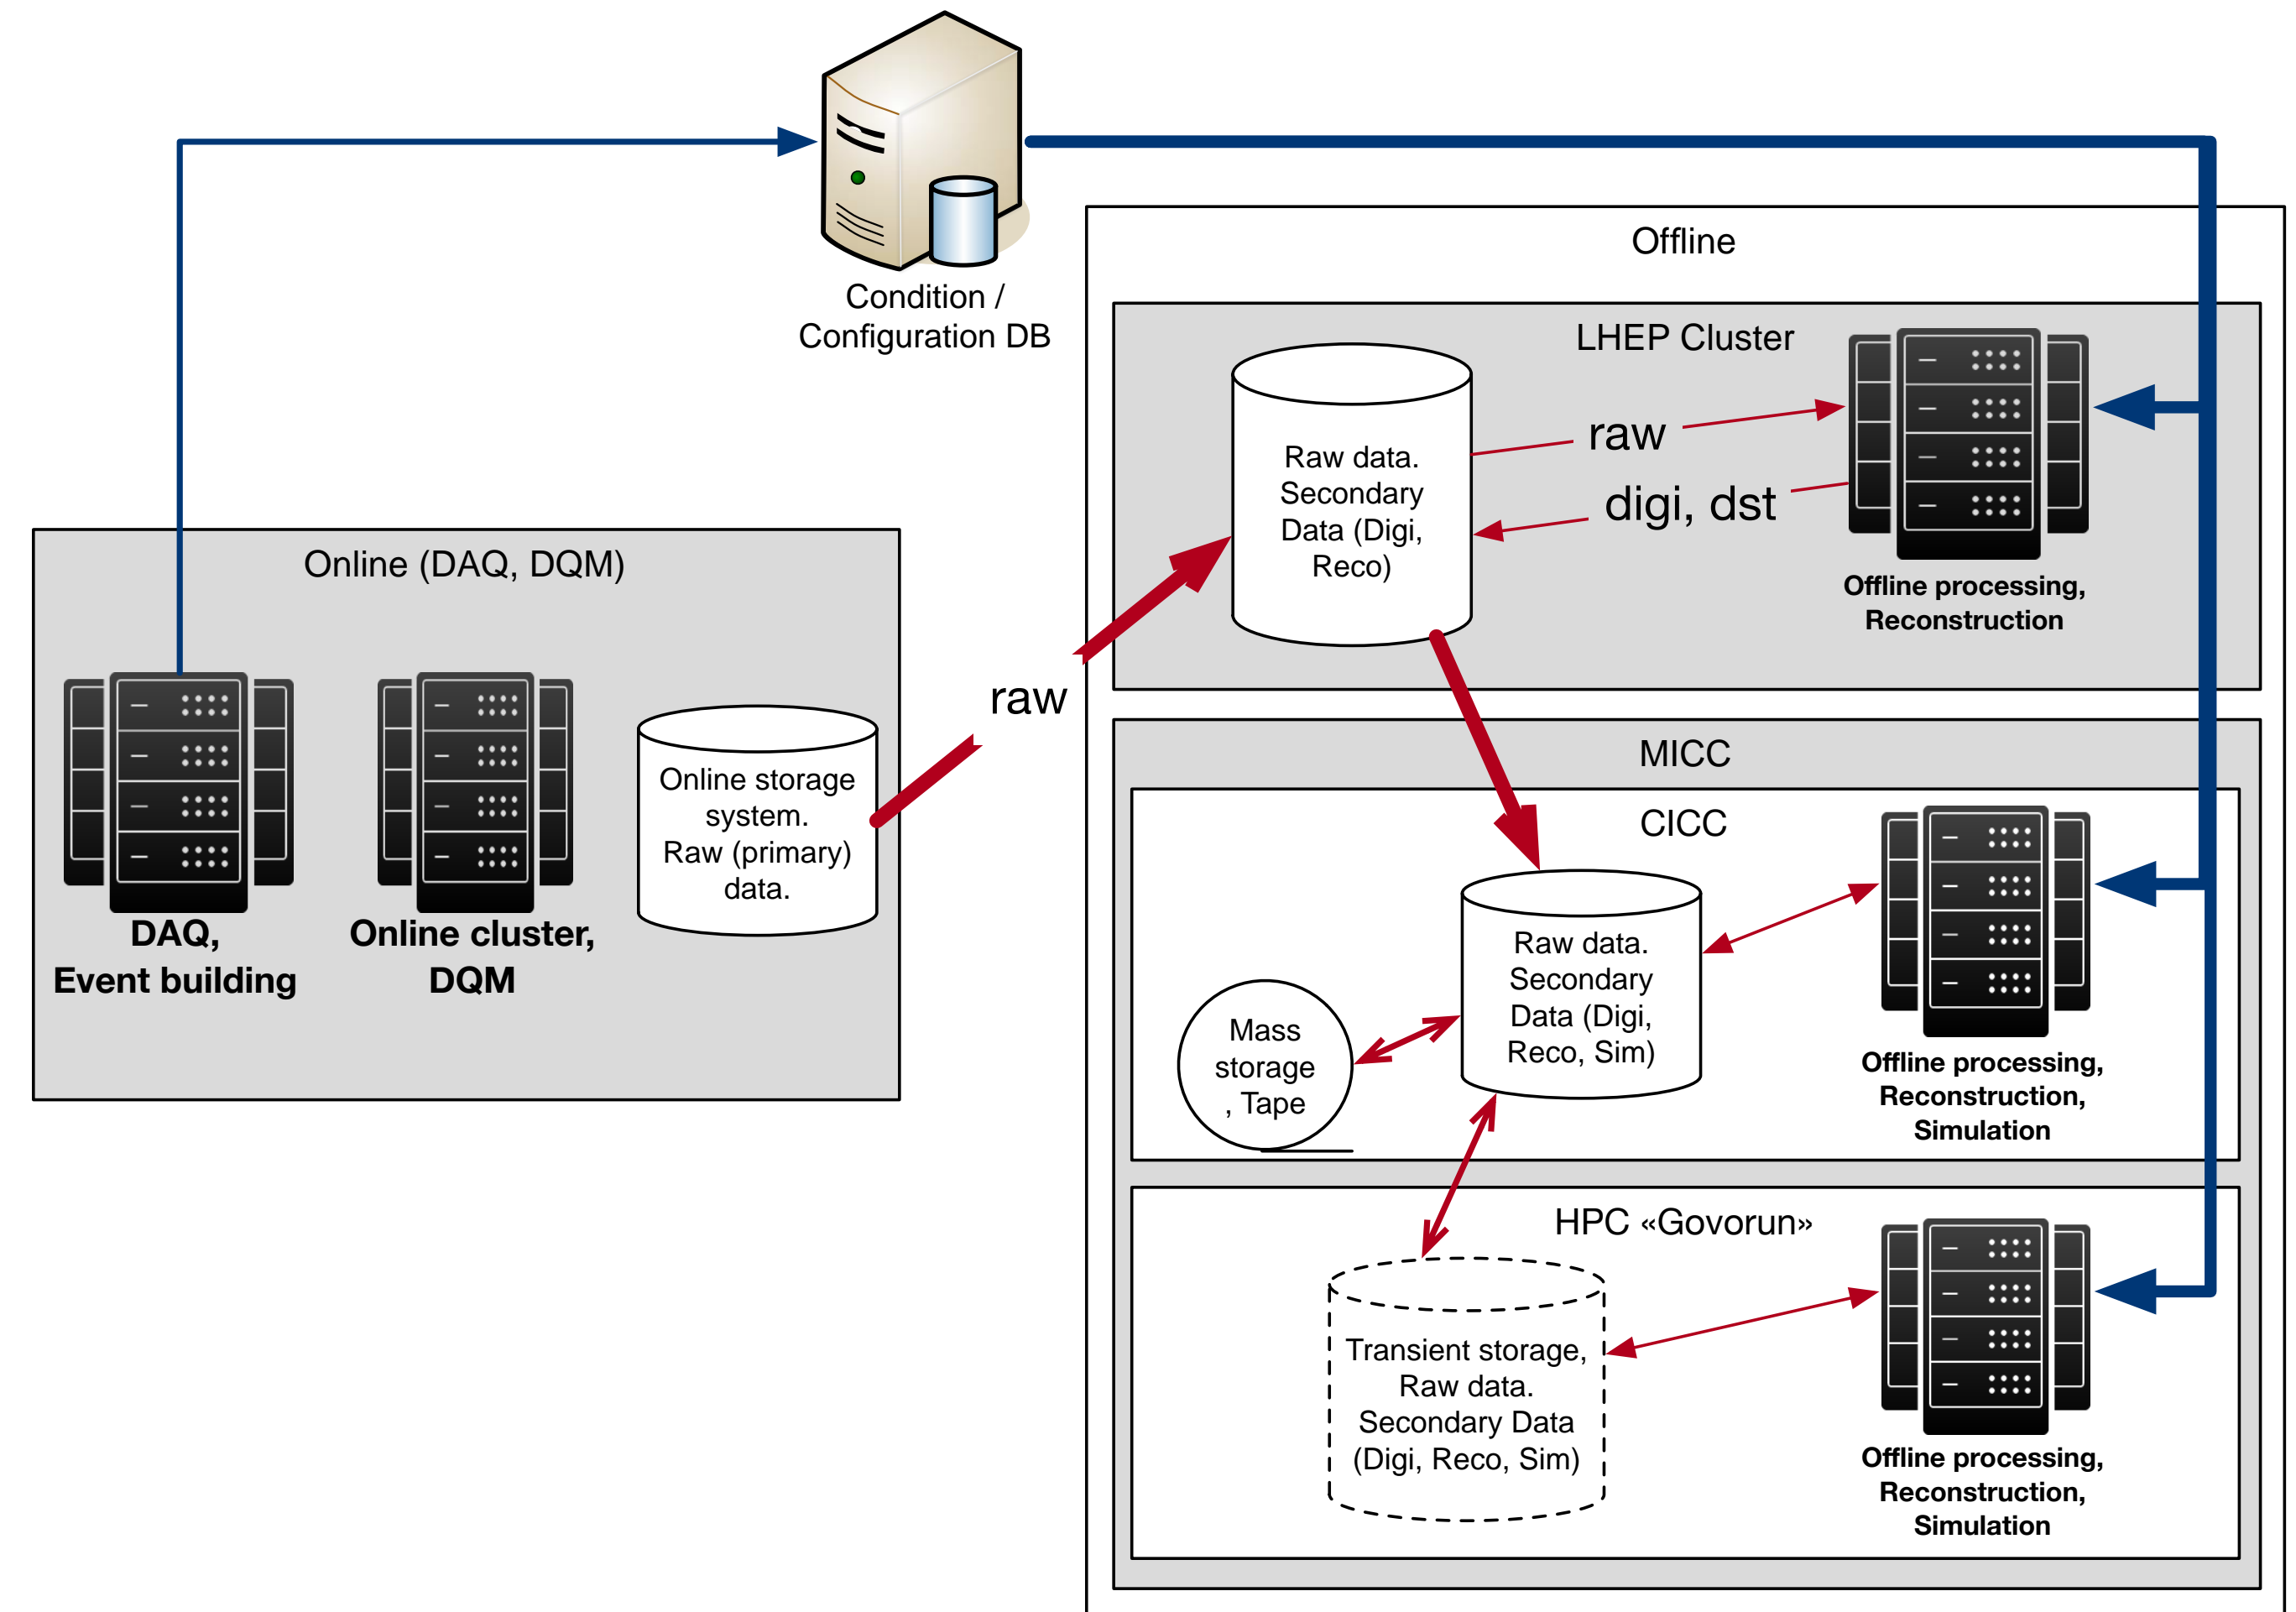 Condition /
Configuration DB
Offline
LHEP Cluster
Raw data.
Secondary
Data (Digi,
Reco)
raw
digi, dst
Offline processing,
Reconstruction
Online (DAQ, DQM)
DAQ,
Event building
Online cluster,
DQM
Online storage
system.
Raw (primary)
data.
raw
MICC
CICC
Raw data.
Secondary
Data (Digi,
Reco, Sim)
Mass
storage
, Tape
Offline processing,
Reconstruction,
Simulation
HPC «Govorun»
Transient storage,
Raw data.
Secondary Data
(Digi, Reco, Sim)
Offline processing,
Reconstruction,
Simulation